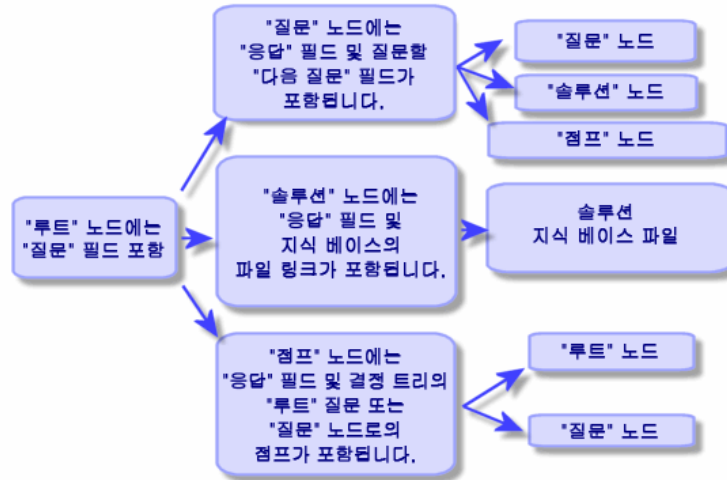 "루트" 노드에는
"질문" 필드 포함
"질문" 노드에는
"응답" 필드 및 질문할
"다음 질문" 필드가
포함됩니다.
"질문" 노드
"솔루션" 노드
"점프" 노드
"솔루션" 노드에는
"응답" 필드 및
지식 베이스의
파일 링크가 포함됩니다.
솔루션
지식 베이스 파일
"점프" 노드에는
"응답" 필드 및 결정 트리의
"루트" 질문 또는
"질문" 노드로의
점프가 포함됩니다.
"루트" 노드
"질문" 노드